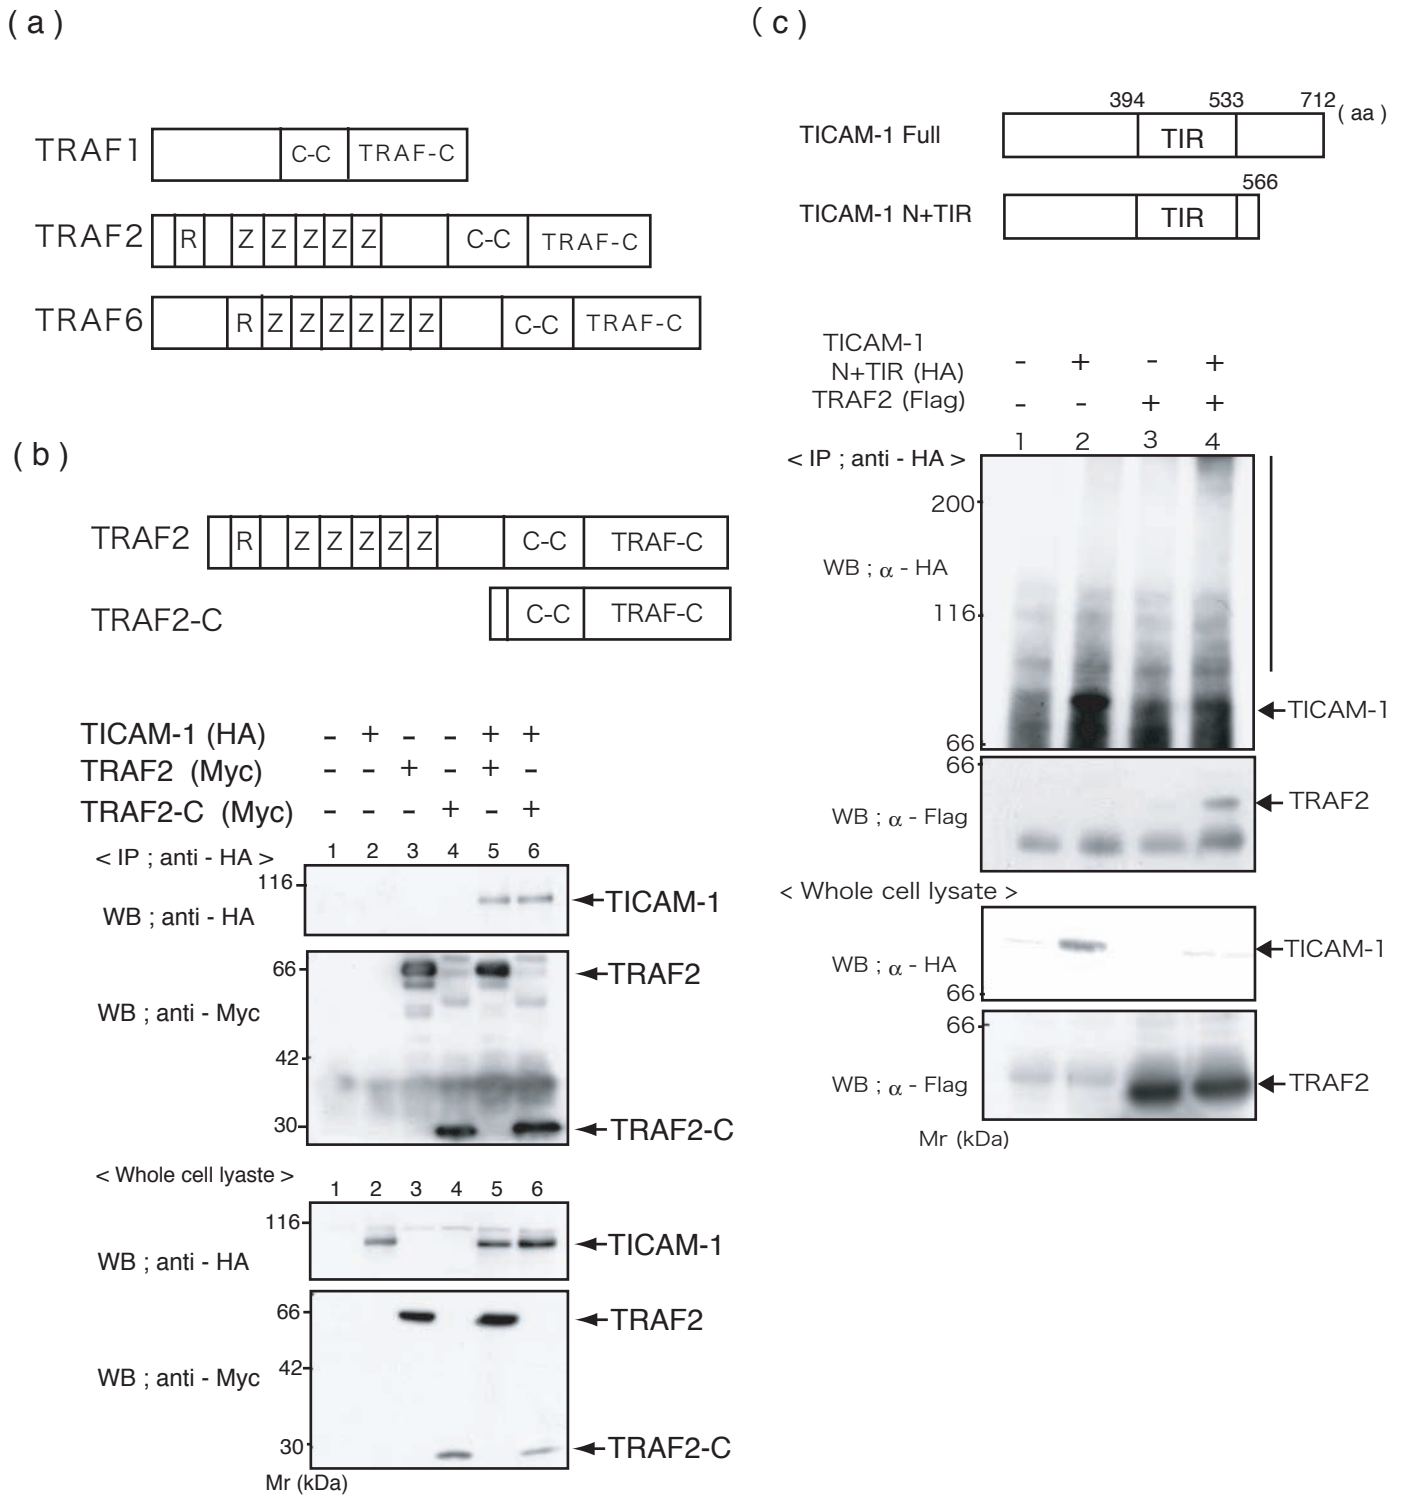 (a)
TRAF1 C-C TRAF-C
TRAF2 R Z Z Z Z Z C-C TRAF-C
TRAF6 R Z Z Z Z Z Z C-C TRAF-C
(b)
TRAF2 R Z Z Z Z Z C-C TRAF-C
TRAF2-C C-C TRAF-C
TICAM-1 (HA) - + - - + +
TRAF2 (Myc) - - + - + -
TRAF2-C (Myc) - - - + - +
< IP ; anti - HA > 1 2 3 4 5 6
116
WB ; anti - HA TICAM-1
66 TRAF2
WB ; anti - Myc
42
30 TRAF2-C
< Whole cell lyaste >
1 2 3 4 5 6
116
WB ; anti - HA TICAM-1
66 TRAF2
42
WB ; anti - Myc
30 TRAF2-C
Mr (kDa)
(c)
394 533 712 (aa)
TICAM-1 Full TIR
566
TICAM-1 N+TIR TIR
TICAM-1
N+TIR (HA) - + - +
TRAF2 (Flag) - - + +
1 2 3 4
< IP ; anti - HA >
200
WB ; α - HA
116
TICAM-1
66
66
TRAF2
WB ; α - Flag
< Whole cell lysate >
TICAM-1
WB ; α - HA
66
66
WB ; α - Flag TRAF2
Mr (kDa)